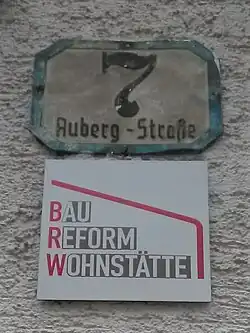 7
Auberg-Straße
BAU
REFORM
WOHNSTÄTTE